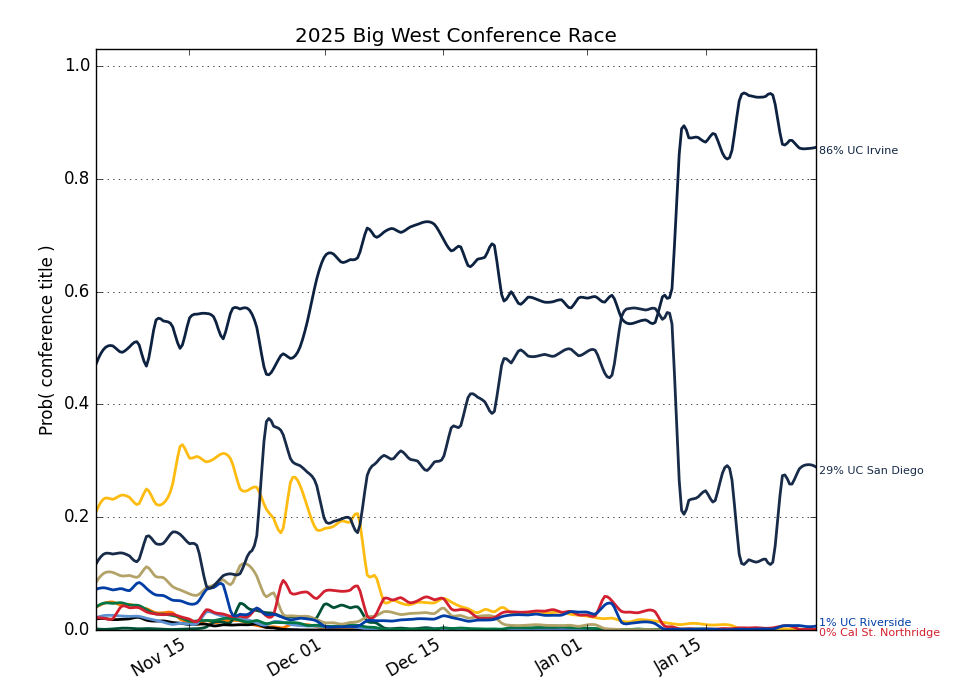 2025 Big West Conference Race
Prob( conference title )
1.0
0.8
0.6
0.4
0.2
0.0
Nov 15
Dec 01
Dec 15
Jan 01
Jan 15
86% UC Irvine
29% UC San Diego
1% UC Riverside
0% Cal St. Northridge